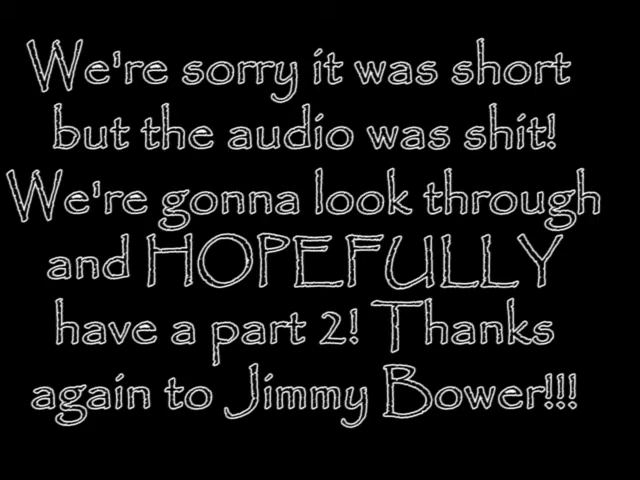 We're sorry it was short
but the audio was shit!
We're gonna look through
and HOPEFULLY
have a part 2! Thanks
again to Jimmy Bower!!!